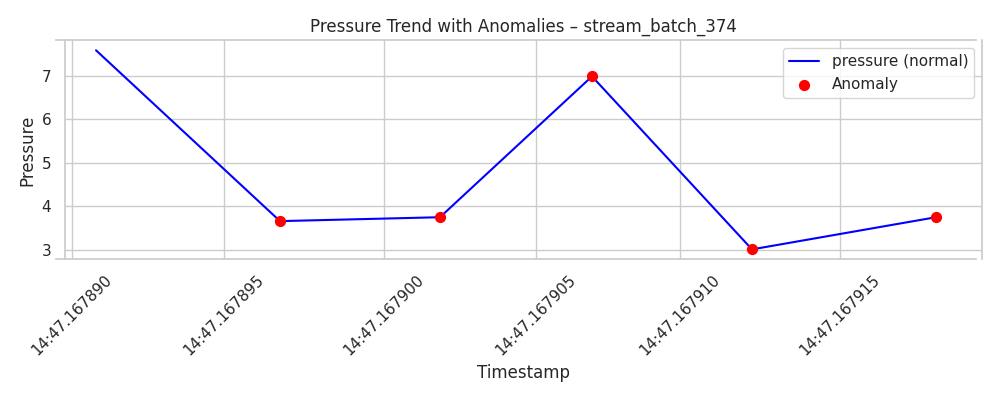 Pressure Trend with Anomalies – stream_batch_374
pressure (normal)
Anomaly
Pressure
7
6
5
4
3
14:47.167890
14:47.167895
14:47.167900
14:47.167905
14:47.167910
14:47.167915
Timestamp